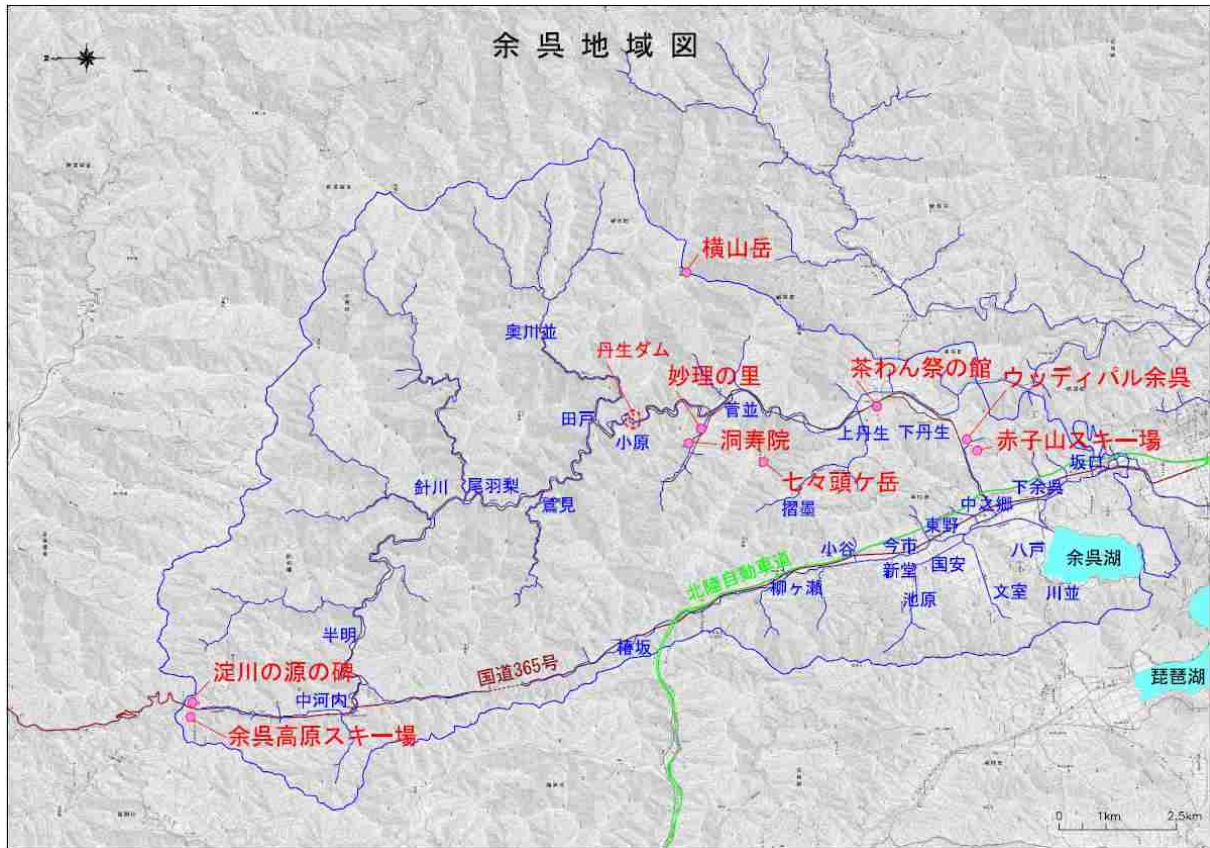 余呉地域図
横山岳
奥川並
丹生ダム
妙理の里
茶わん祭の館
ウッディパル余呉
田戸
小原
菅並
洞寿院
上丹生
下丹生
赤子山スキー場
坂口
七々頭ケ岳
針川
尾羽梨
鷲見
摺墨
下余呉
中之郷
東野
小谷
今市
国安
八戸
余呉湖
北陸自動車道
柳ヶ瀬
新堂
池原
文室
川並
半明
椿坂
国道365号
琵琶湖
淀川の源の碑
中河内
余呉高原スキー場
0 1km 2.5km